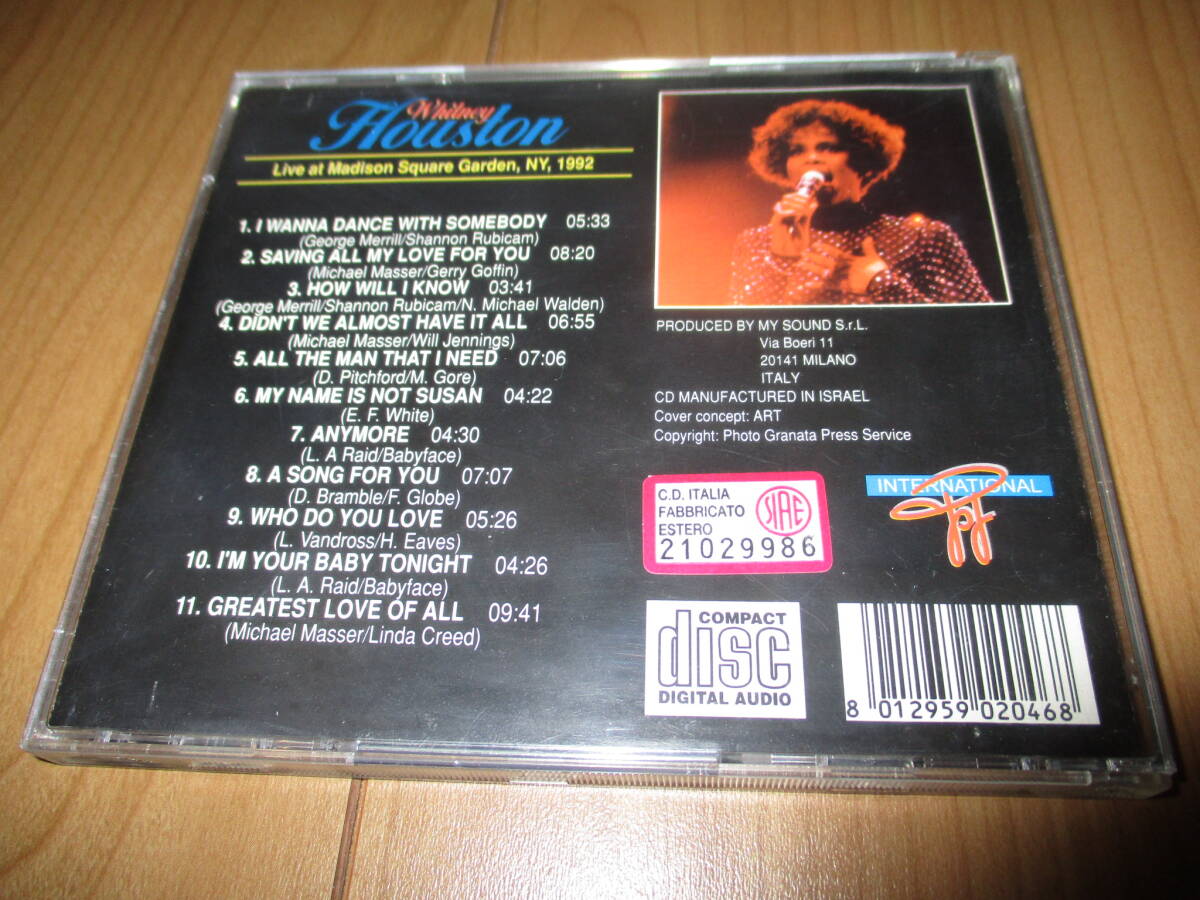 Whitney
Houston
Live at Madison Square Garden, NY, 1992
1. I WANNA DANCE WITH SOMEBODY 05:33
(George Merrill/Shannon Rubicam)
2. SAVING ALL MY LOVE FOR YOU 08:20
(Michael Masser/Gerry Goffin)
3. HOW WILL I KNOW 03:41
(George Merrill/Shannon Rubicam/N. Michael Walden)
4. DIDN'T WE ALMOST HAVE IT ALL 06:55
(Michael Masser/Will Jennings)
5. ALL THE MAN THAT I NEED 07:06
(D. Pitchford/M. Gore)
6. MY NAME IS NOT SUSAN 04:22
(E. F. White)
7. ANYMORE 04:30
(L. A Raid/Babyface)
8. A SONG FOR YOU 07:07
(D. Bramble/F. Globe)
9. WHO DO YOU LOVE 05:26
(L. Vandross/H. Eaves)
10. I'M YOUR BABY TONIGHT 04:26
(L. A. Raid/Babyface)
11. GREATEST LOVE OF ALL 09:41
(Michael Masser/Linda Creed)
PRODUCED BY MY SOUND S.r.L.
Via Boeri 11
20141 MILANO
ITALY
CD MANUFACTURED IN ISRAEL
Cover concept: ART
Copyright: Photo Granata Press Service
C.D. ITALIA
FABBRICATO
ESTERO
SIAE
21029986
INTERNATIONAL
COMPACT
disc
DIGITAL AUDIO
8 012959 020468